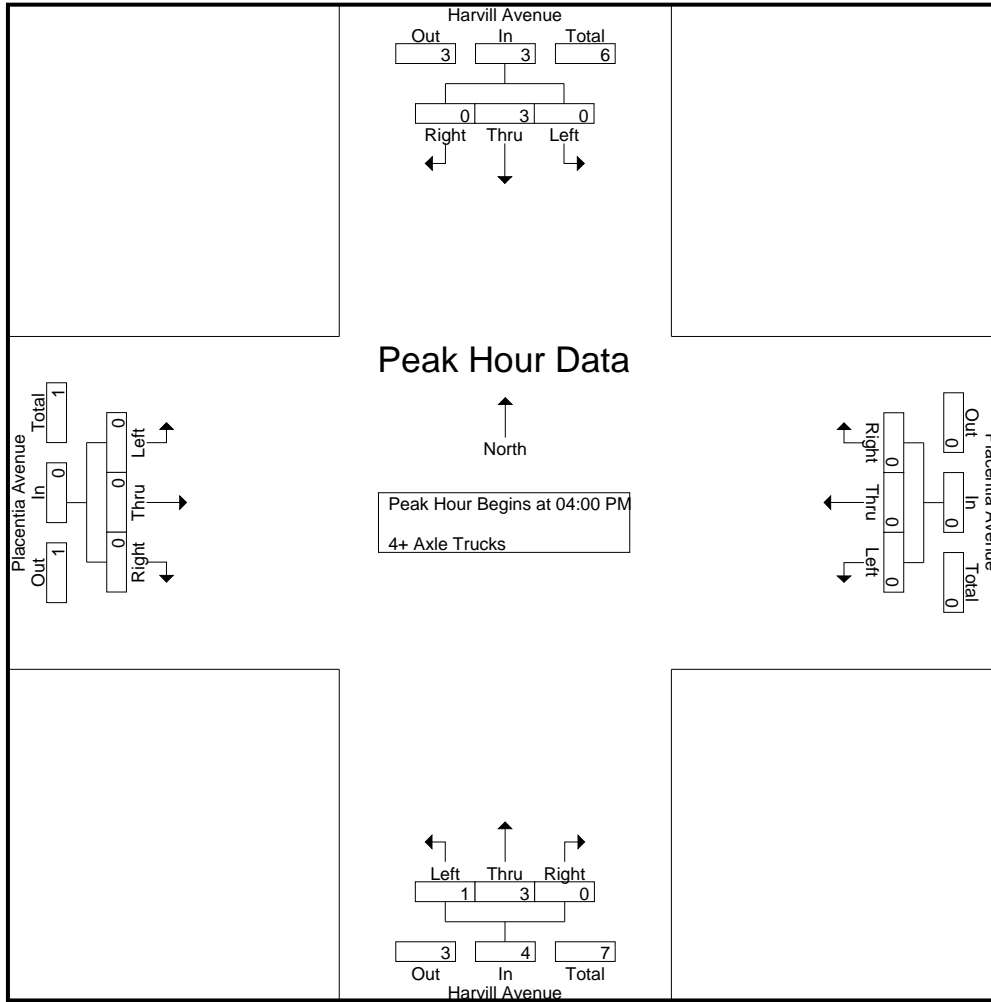 Harvill Avenue
Out In Total
3 3 6
0 3 0
Right Thru Left
Peak Hour Data
North
Peak Hour Begins at 04:00 PM
4+ Axle Trucks
Placentia Avenue
Out In Total
1 0 1
0 0 0
Left Thru Right
Placentia Avenue
Out In Total
0 0 0
0 0 0
Right Thru Left
Left Thru Right
1 3 0
3 4 7
Out In Total
Harvill Avenue